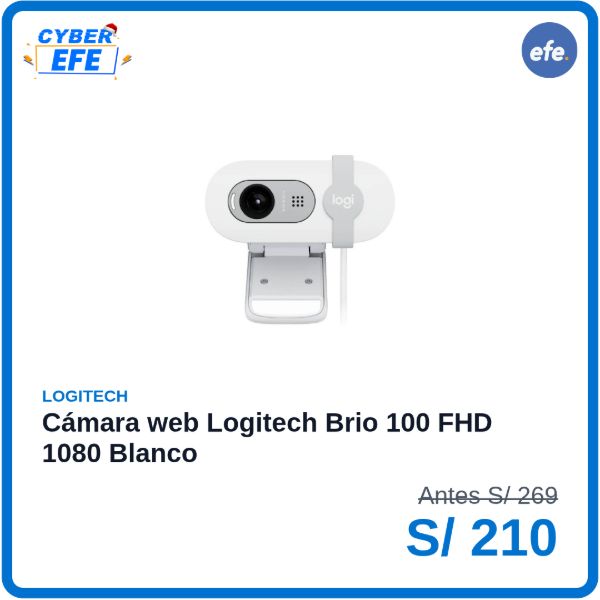 CYBER
EFE
efe.
logi
LOGITECH
Cámara web Logitech Brio 100 FHD
1080 Blanco
Antes S/ 269
S/ 210